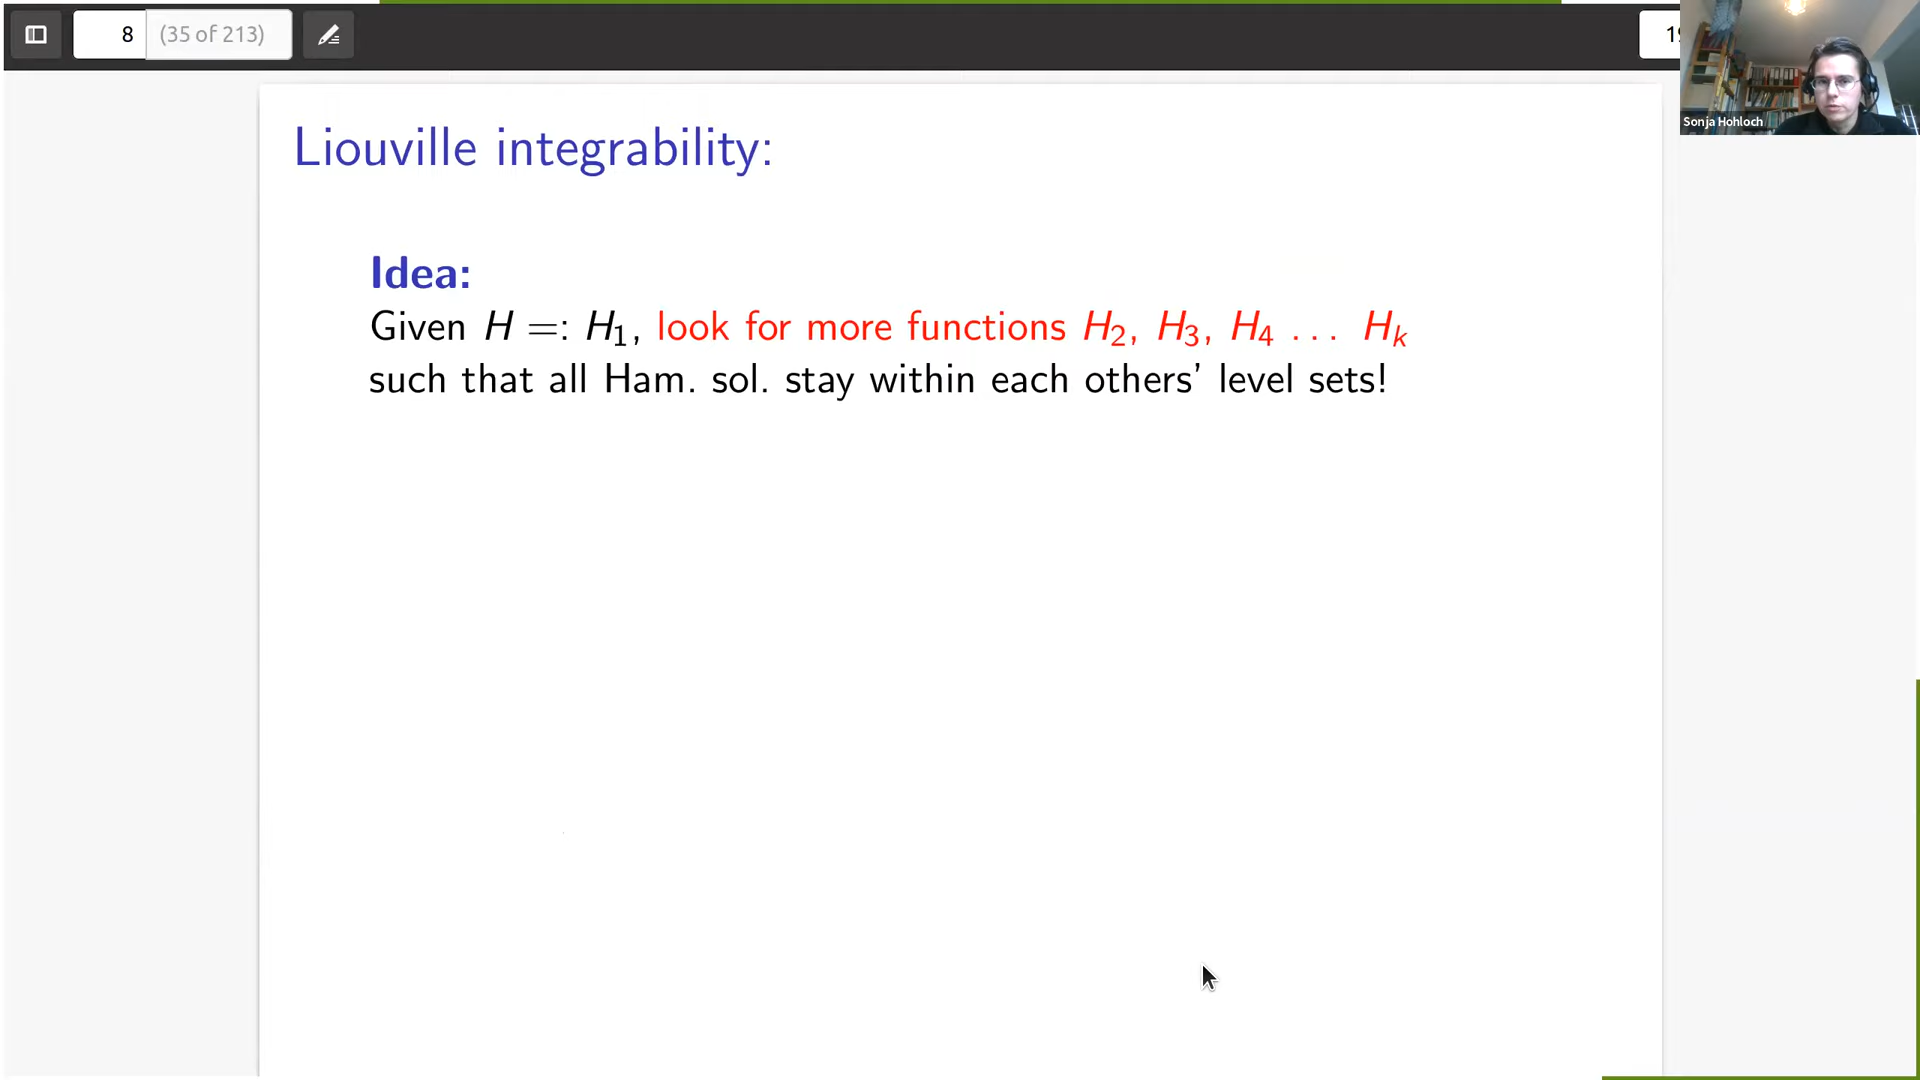 8 (35 of 213)
Sonja Hohloch
Liouville integrability:
Idea:
Given H =: H₁, look for more functions H₂, H₃, H₄ ... Hₖ
such that all Ham. sol. stay within each others' level sets!